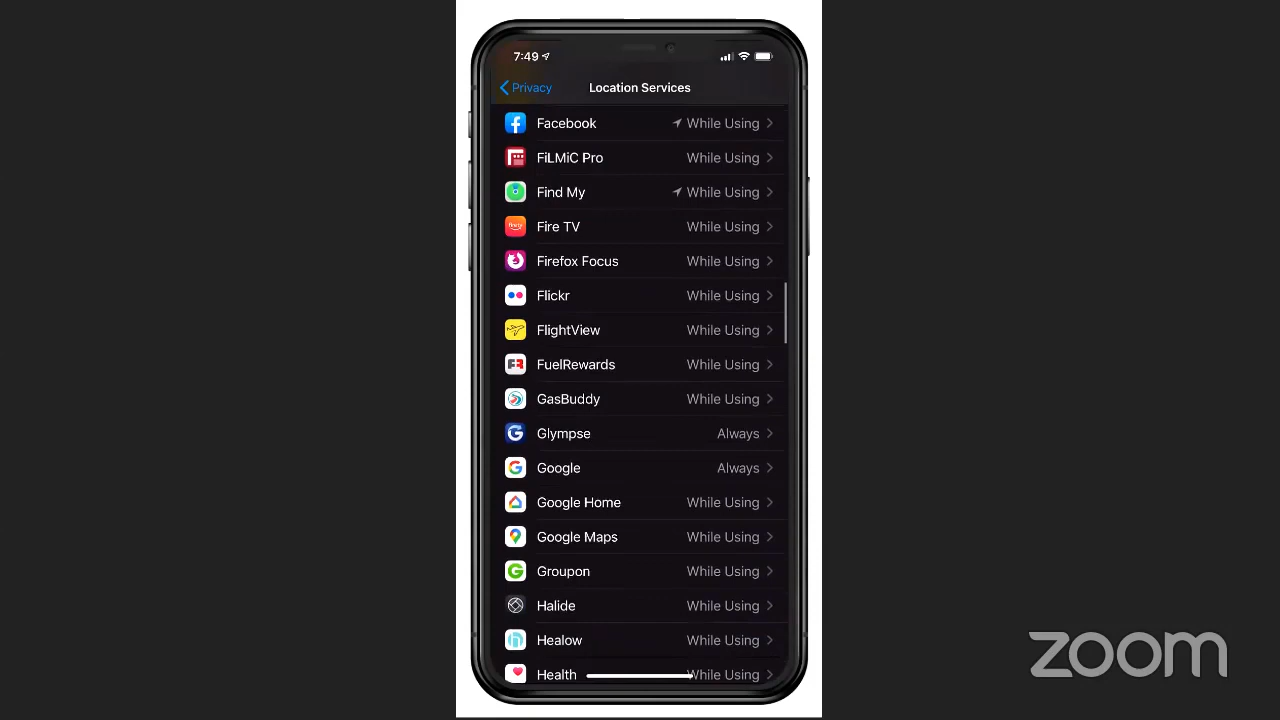 7:49
Privacy
Location Services
Facebook While Using
FiLMiC Pro While Using
Find My While Using
Fire TV While Using
Firefox Focus While Using
Flickr While Using
FlightView While Using
FuelRewards While Using
GasBuddy While Using
Glympse Always
Google Always
Google Home While Using
Google Maps While Using
Groupon While Using
Halide While Using
Healow While Using
Health While Using
zoom